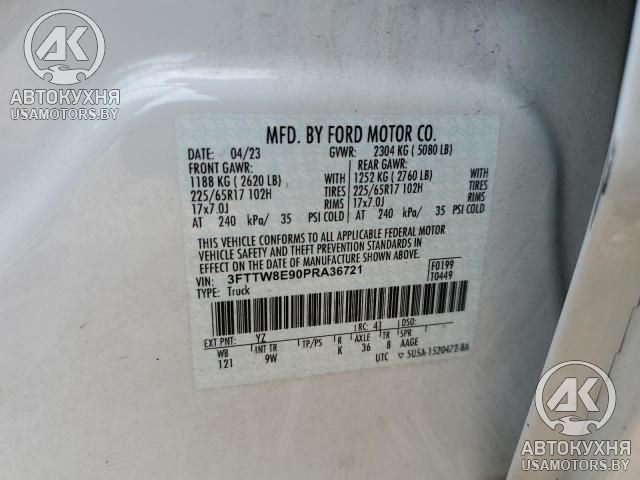 AK
АВТОКУХНЯ
USAMOTORS.BY
MFD. BY FORD MOTOR CO.
DATE: 04/23 GVWR: 2304 KG ( 5080 LB)
FRONT GAWR: REAR GAWR:
1188 KG ( 2620 LB) WITH 1252 KG ( 2760 LB) WITH
225/65R17 102H TIRES 225/65R17 102H TIRES
17x7.0J RIMS 17x7.0J RIMS
AT 240 kPa/ 35 PSI COLD AT 240 kPa/ 35 PSI COLD
THIS VEHICLE CONFORMS TO ALL APPLICABLE FEDERAL MOTOR
VEHICLE SAFETY AND THEFT PREVENTION STANDARDS IN
EFFECT ON THE DATE OF MANUFACTURE SHOWN ABOVE.
VIN: 3FTTW8E90PRA36721 F0199
TYPE: Truck T0449
EXT PNT: YZ RC: 41 DSO:
WB INT TR TP/PS R AXLE TR SPR
121 9W K 36 8 AAGE
UTC ▽ 5U5A-1520472-BA
AK
АВТОКУХНЯ
USAMOTORS.BY